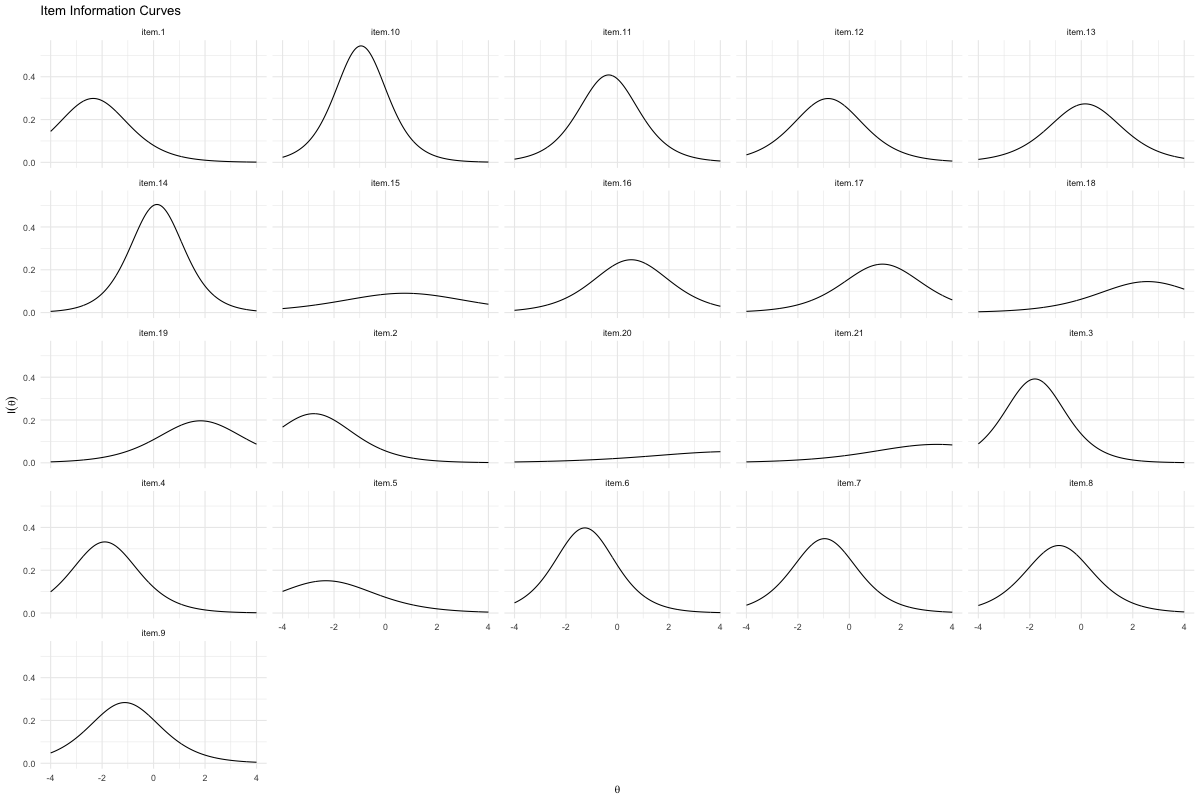 Item Information Curves
item.1 item.10 item.11 item.12 item.13
0.4
0.2
0.0
item.14 item.15 item.16 item.17 item.18
0.4
0.2
0.0
item.19 item.2 item.20 item.21 item.3
0.4
0.2
0.0
I(θ)
item.4 item.5 item.6 item.7 item.8
0.4
0.2
0.0
-4 -2 0 2 4 -4 -2 0 2 4 -4 -2 0 2 4 -4 -2 0 2 4
item.9
0.4
0.2
0.0
-4 -2 0 2 4
θ